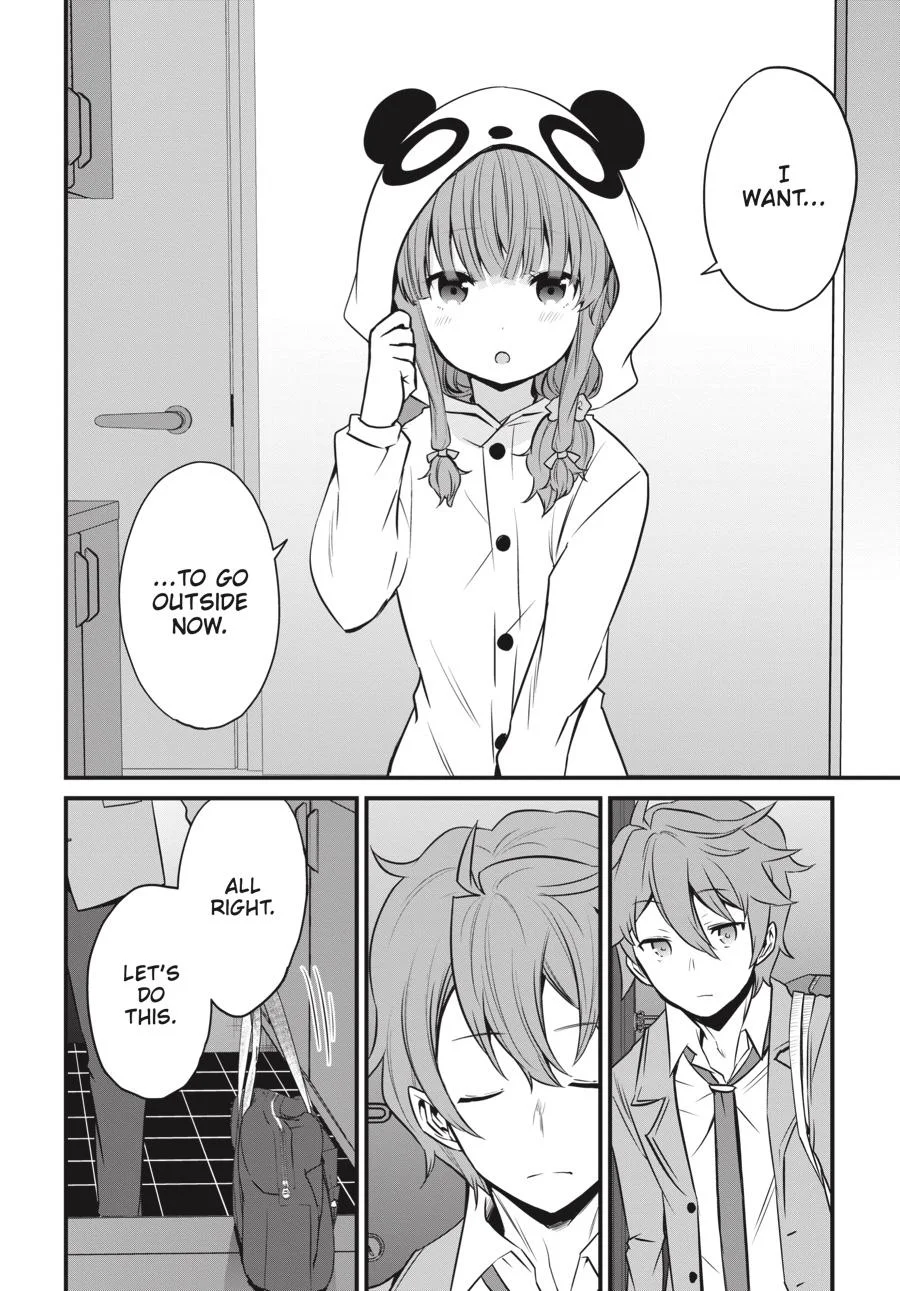 I
WANT...
...TO GO
OUTSIDE
NOW.
ALL
RIGHT.
LET'S
DO
THIS.